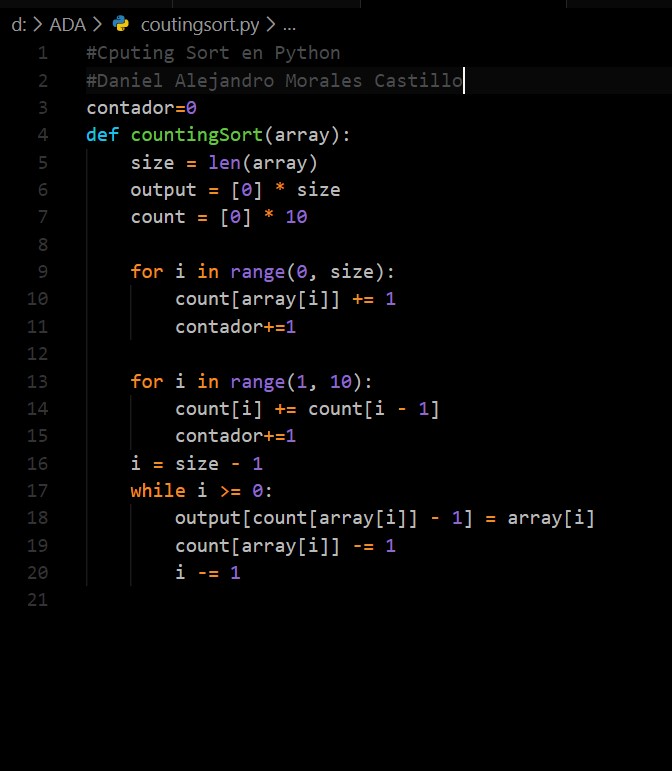 d: > ADA > coutingsort.py > ...
1 #Cputing Sort en Python
2 #Daniel Alejandro Morales Castillo
3 contador=0
4 def countingSort(array):
5     size = len(array)
6     output = [0] * size
7     count = [0] * 10
8
9     for i in range(0, size):
10         count[array[i]] += 1
11         contador+=1
12
13     for i in range(1, 10):
14         count[i] += count[i - 1]
15         contador+=1
16     i = size - 1
17     while i >= 0:
18         output[count[array[i]] - 1] = array[i]
19         count[array[i]] -= 1
20         i -= 1
21